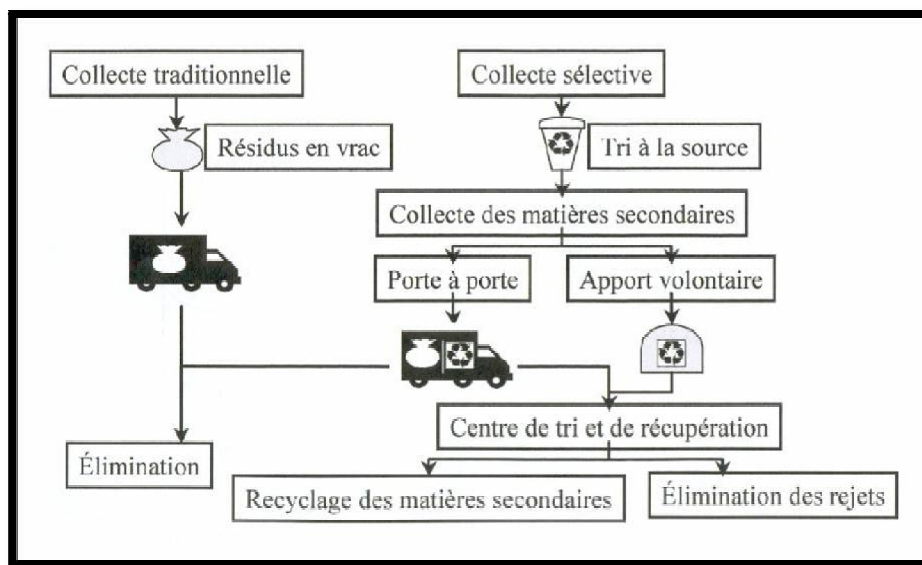 Collecte traditionnelle
Collecte sélective
Résidus en vrac
Tri à la source
Collecte des matières secondaires
Porte à porte
Apport volontaire
Centre de tri et de récupération
Élimination
Recyclage des matières secondaires
Élimination des rejets